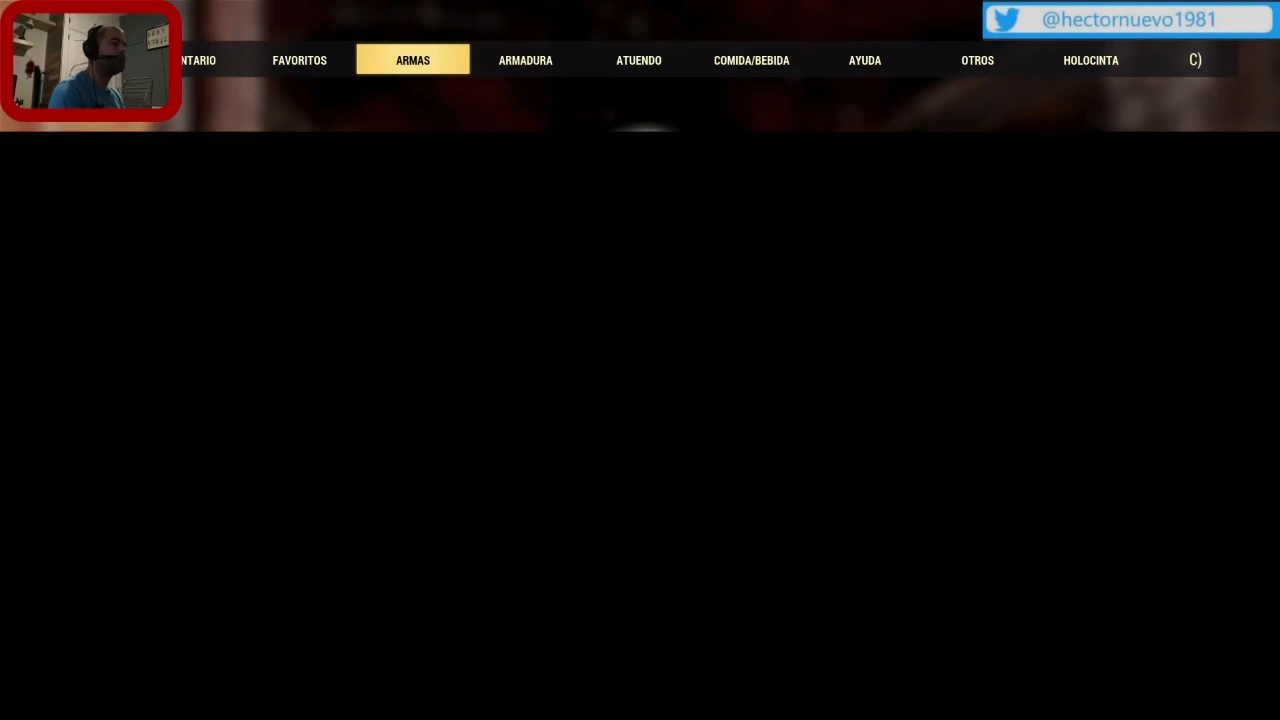 @hectornuevo1981
NTARIO FAVORITOS ARMAS ARMADURA ATUENDO COMIDA/BEBIDA AYUDA OTROS HOLOCINTA C)